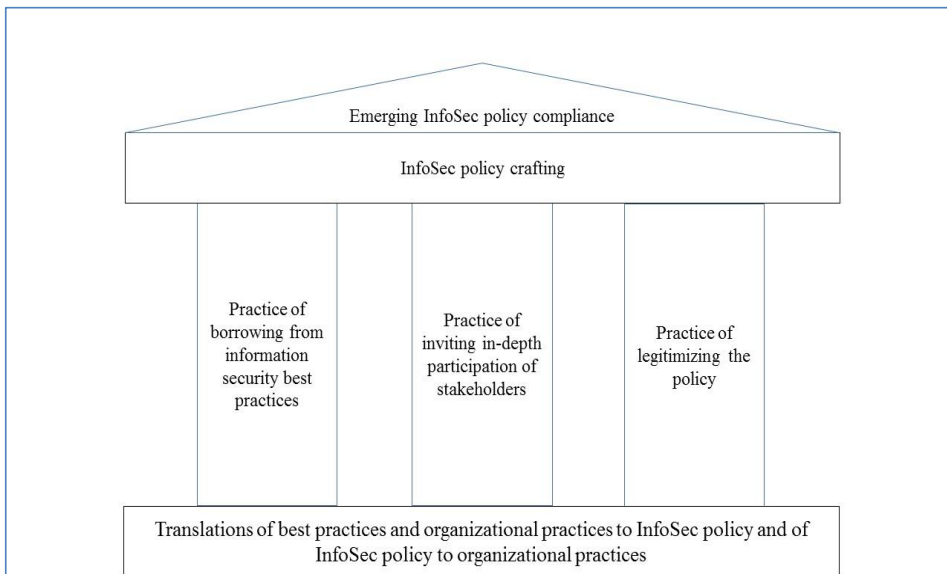 Emerging InfoSec policy compliance
InfoSec policy crafting
Practice of
borrowing from
information
security best
practices
Practice of
inviting in-depth
participation of
stakeholders
Practice of
legitimizing the
policy
Translations of best practices and organizational practices to InfoSec policy and of
InfoSec policy to organizational practices